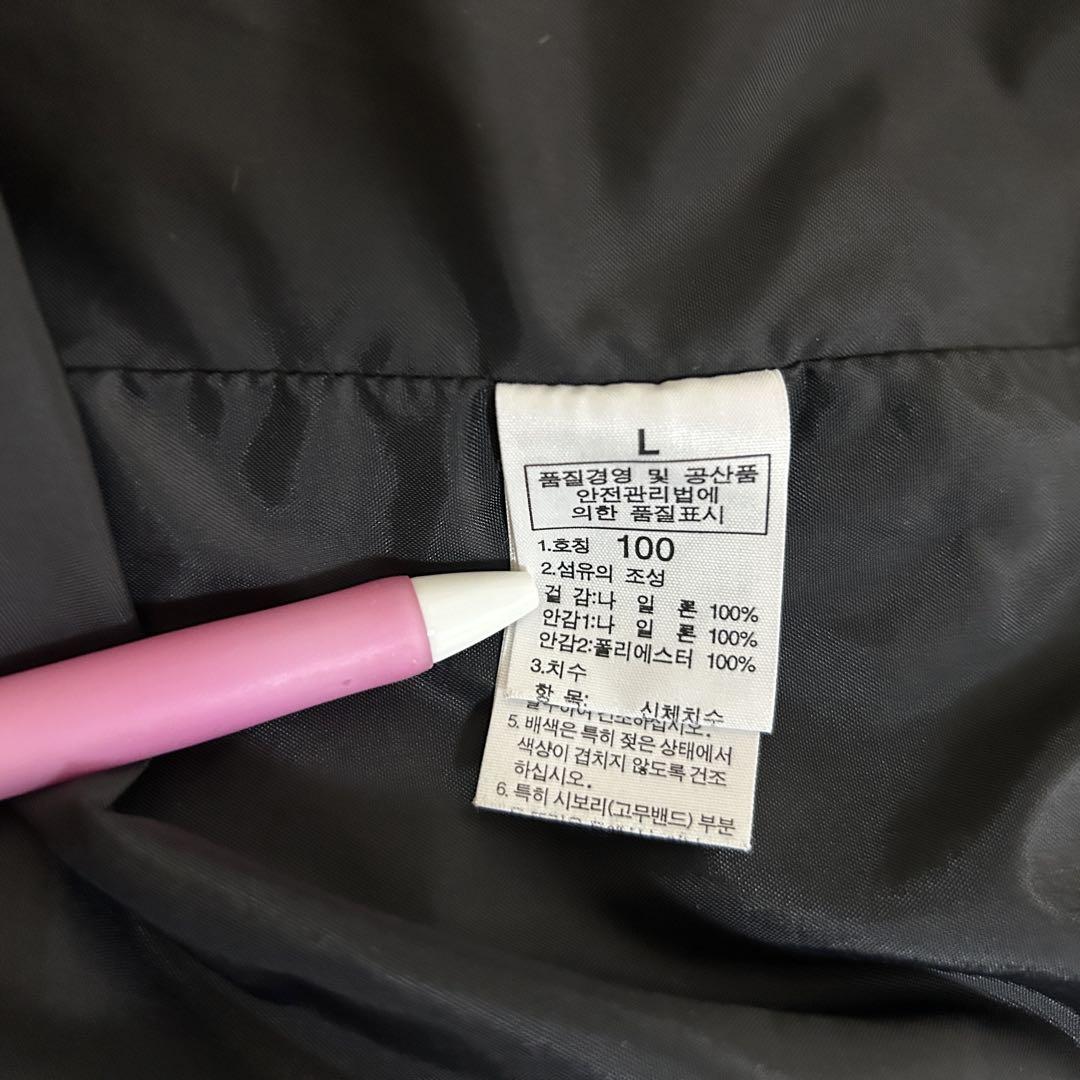 L
품질경영 및 공산품
안전관리법에
의한 품질표시
1.호칭 100
2.섬유의 조성
겉 감:나 일 론 100%
안감1:나 일 론 100%
안감2:폴리에스터 100%
3.치수
항 목: 신체치수
5. 배색은 특히 젖은 상태에서
색상이 겹치지 않도록 건조
하십시오.
6. 특히 시보리(고무밴드) 부분